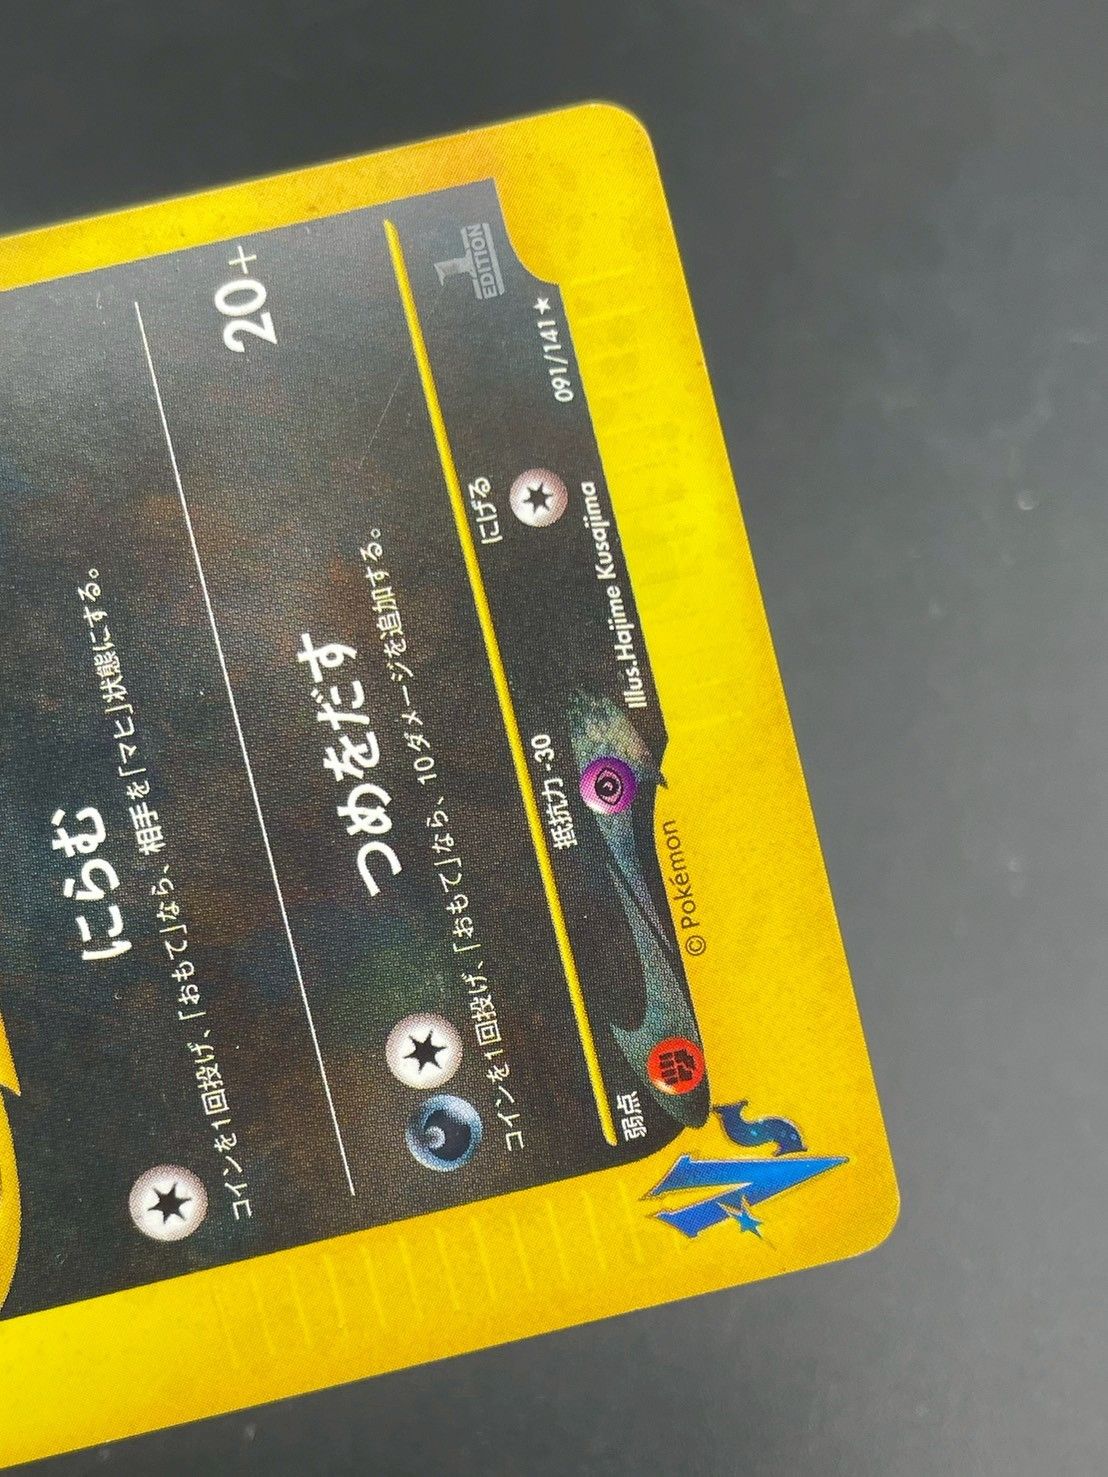 にらむ
コインを1回投げ、「おもて」なら、相手を「マヒ」状態にする。
つめをだす 20+
コインを1回投げ、「おもて」なら、10ダメージを追加する。
弱点 抵抗力 -30 にげる
1
EDITION
091/141★
Illus.Hajime Kusajima
© Pokémon
VS